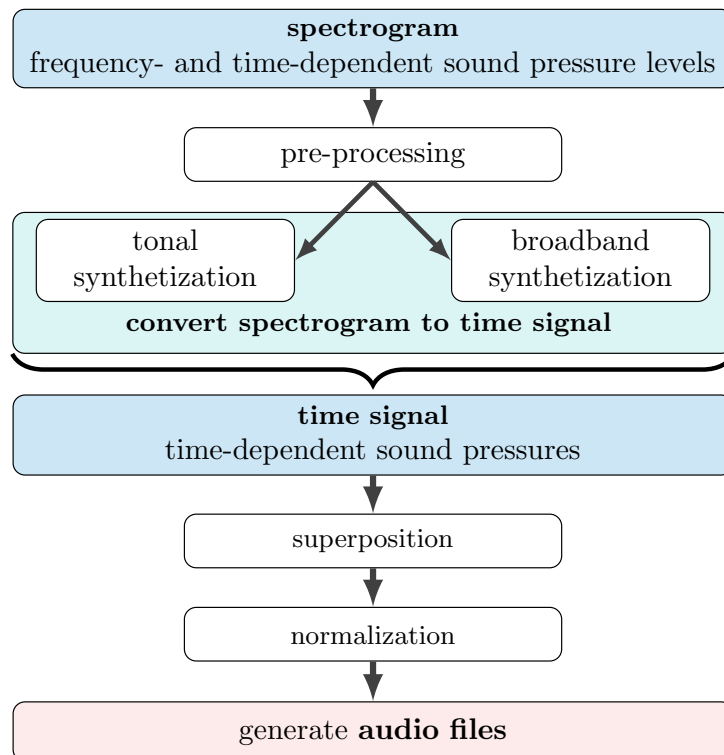 spectrogram
frequency- and time-dependent sound pressure levels
pre-processing
tonal
synthetization
broadband
synthetization
convert spectrogram to time signal
time signal
time-dependent sound pressures
superposition
normalization
generate audio files